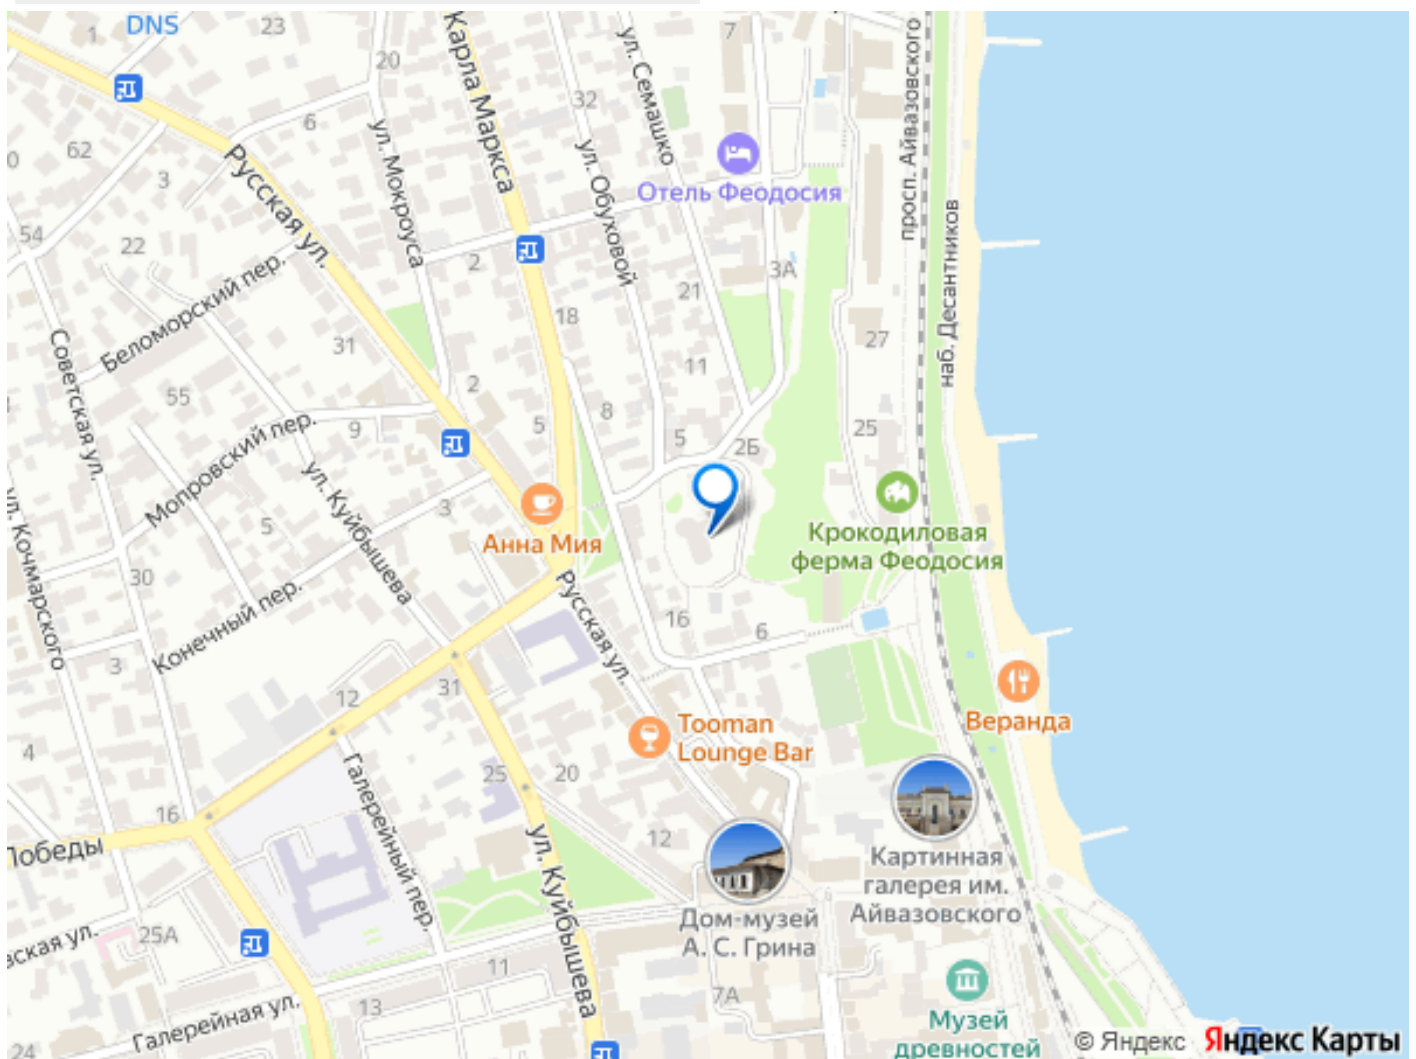 DNS
1
23
20
7
Карла Маркса
ул. Семашко
просп. Айвазовского
62
3
6
32
ул. Мокроуса
Русская ул.
ул. Обуховой
Отель Феодосия
наб. Десантников
54
22
2
3А
Беломорский пер.
21
18
27
Советская ул.
31
11
55
2
8
5
9
5
2Б
25
Мопровский пер.
ул. Куйбышева
ул. Кочмарского
5
3
Анна Мия
Крокодиловая
ферма Феодосия
30
Конечный пер.
Русская ул.
16
6
3
31
12
Веранда
4
Tooman
Lounge Bar
Галерейный пер.
25
20
16
Победы
ул. Куйбышева
12
Картинная
галерея им.
Айвазовского
Дом-музей
А. С. Грина
вская ул.
25А
11
13
7А
Галерейная ул.
24
Музей
древностей
© Яндекс Яндекс Карты